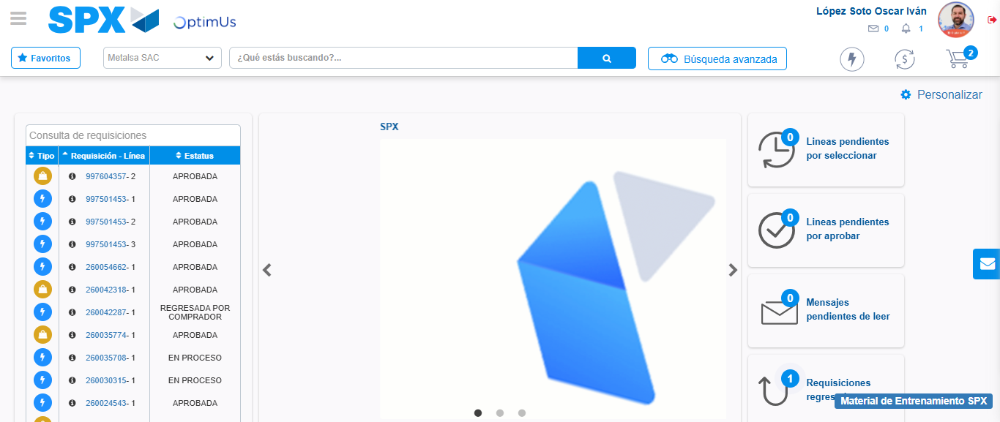 SPX
OptimUs
López Soto Oscar Iván
0
1
Favoritos
Metalsa SAC
¿Qué estás buscando?...
Búsqueda avanzada
2
Personalizar
Consulta de requisiciones
Tipo Requisición - Línea Estatus
997604357- 2 APROBADA
997501453- 1 APROBADA
997501453- 2 APROBADA
997501453- 3 APROBADA
260054662- 1 APROBADA
260042318- 1 APROBADA
260042287- 1 REGRESADA POR
COMPRADOR
260035774- 1 APROBADA
260035708- 1 EN PROCESO
260030315- 1 EN PROCESO
260024543- 1 APROBADA
SPX
0
Lineas pendientes
por seleccionar
0
Lineas pendientes
por aprobar
0
Mensajes
pendientes de leer
1
Requisiciones
Material de Entrenamiento SPX